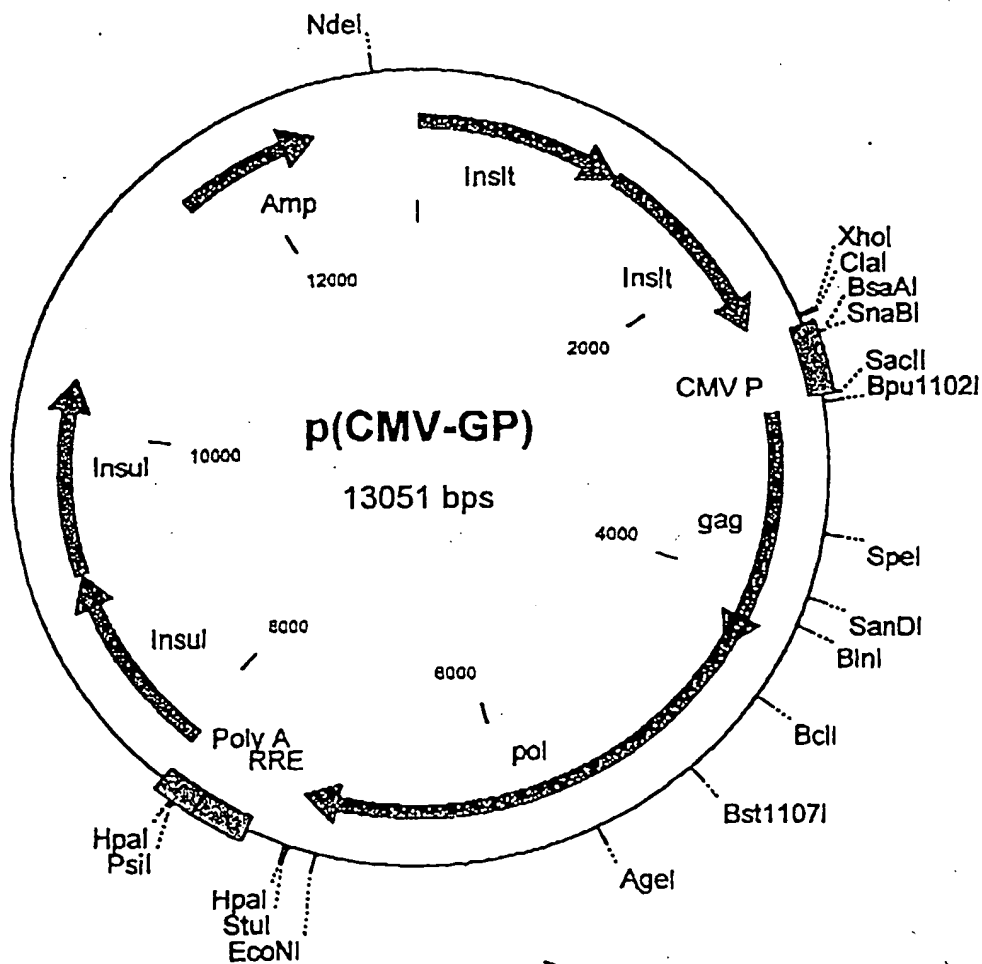 NdeI
Amp
Inslt
12000
Inslt
2000
XhoI
ClaI
BsaAI
SnaBI
SacII
Bpu1102I
CMV P
p(CMV-GP)
13051 bps
Insul
10000
gag
4000
SpeI
SanDI
BlnI
Insul
8000
6000
BclI
Poly A
RRE
pol
Bst1107I
HpaI
PsiI
AgeI
HpaI
StuI
EcoNI